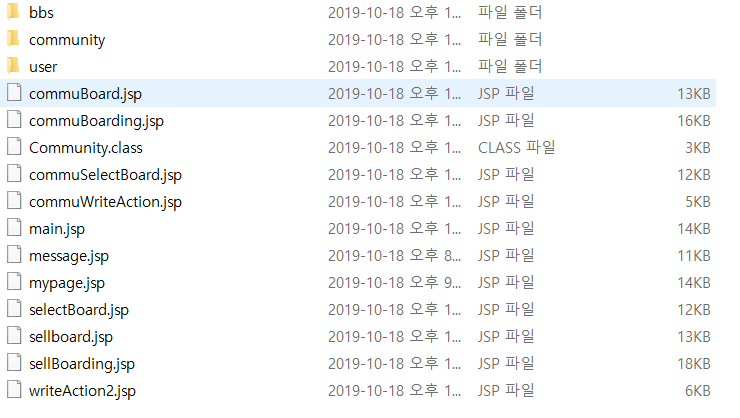 bbs 2019-10-18 오후 1... 파일 폴더
community 2019-10-18 오후 1... 파일 폴더
user 2019-10-18 오후 1... 파일 폴더
commuBoard.jsp 2019-10-18 오후 1... JSP 파일 13KB
commuBoarding.jsp 2019-10-18 오후 1... JSP 파일 16KB
Community.class 2019-10-18 오후 1... CLASS 파일 3KB
commuSelectBoard.jsp 2019-10-18 오후 1... JSP 파일 12KB
commuWriteAction.jsp 2019-10-18 오후 1... JSP 파일 5KB
main.jsp 2019-10-18 오후 1... JSP 파일 14KB
message.jsp 2019-10-18 오후 8... JSP 파일 11KB
mypage.jsp 2019-10-18 오후 9... JSP 파일 14KB
selectBoard.jsp 2019-10-18 오후 1... JSP 파일 12KB
sellboard.jsp 2019-10-18 오후 1... JSP 파일 13KB
sellBoarding.jsp 2019-10-18 오후 1... JSP 파일 18KB
writeAction2.jsp 2019-10-18 오후 1... JSP 파일 6KB